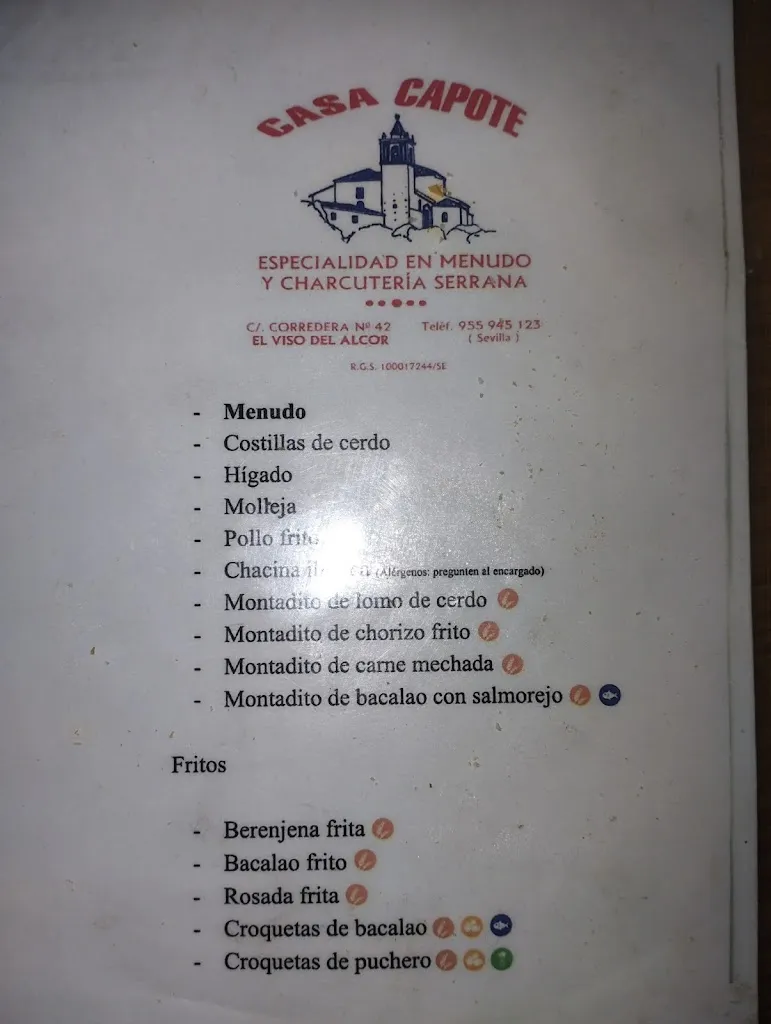 CASA CAPOTE
ESPECIALIDAD EN MENUDO
Y CHARCUTERÍA SERRANA
C/. CORREDERA Nº 42 Teléf. 955 945 123
EL VISO DEL ALCOR ( Sevilla )
R.G.S. 100017244/SE
- Menudo
- Costillas de cerdo
- Hígado
- Molleja
- Pollo frito
- Chacina (Alérgenos: pregunten al encargado)
- Montadito de lomo de cerdo
- Montadito de chorizo frito
- Montadito de carne mechada
- Montadito de bacalao con salmorejo
Fritos
- Berenjena frita
- Bacalao frito
- Rosada frita
- Croquetas de bacalao
- Croquetas de puchero